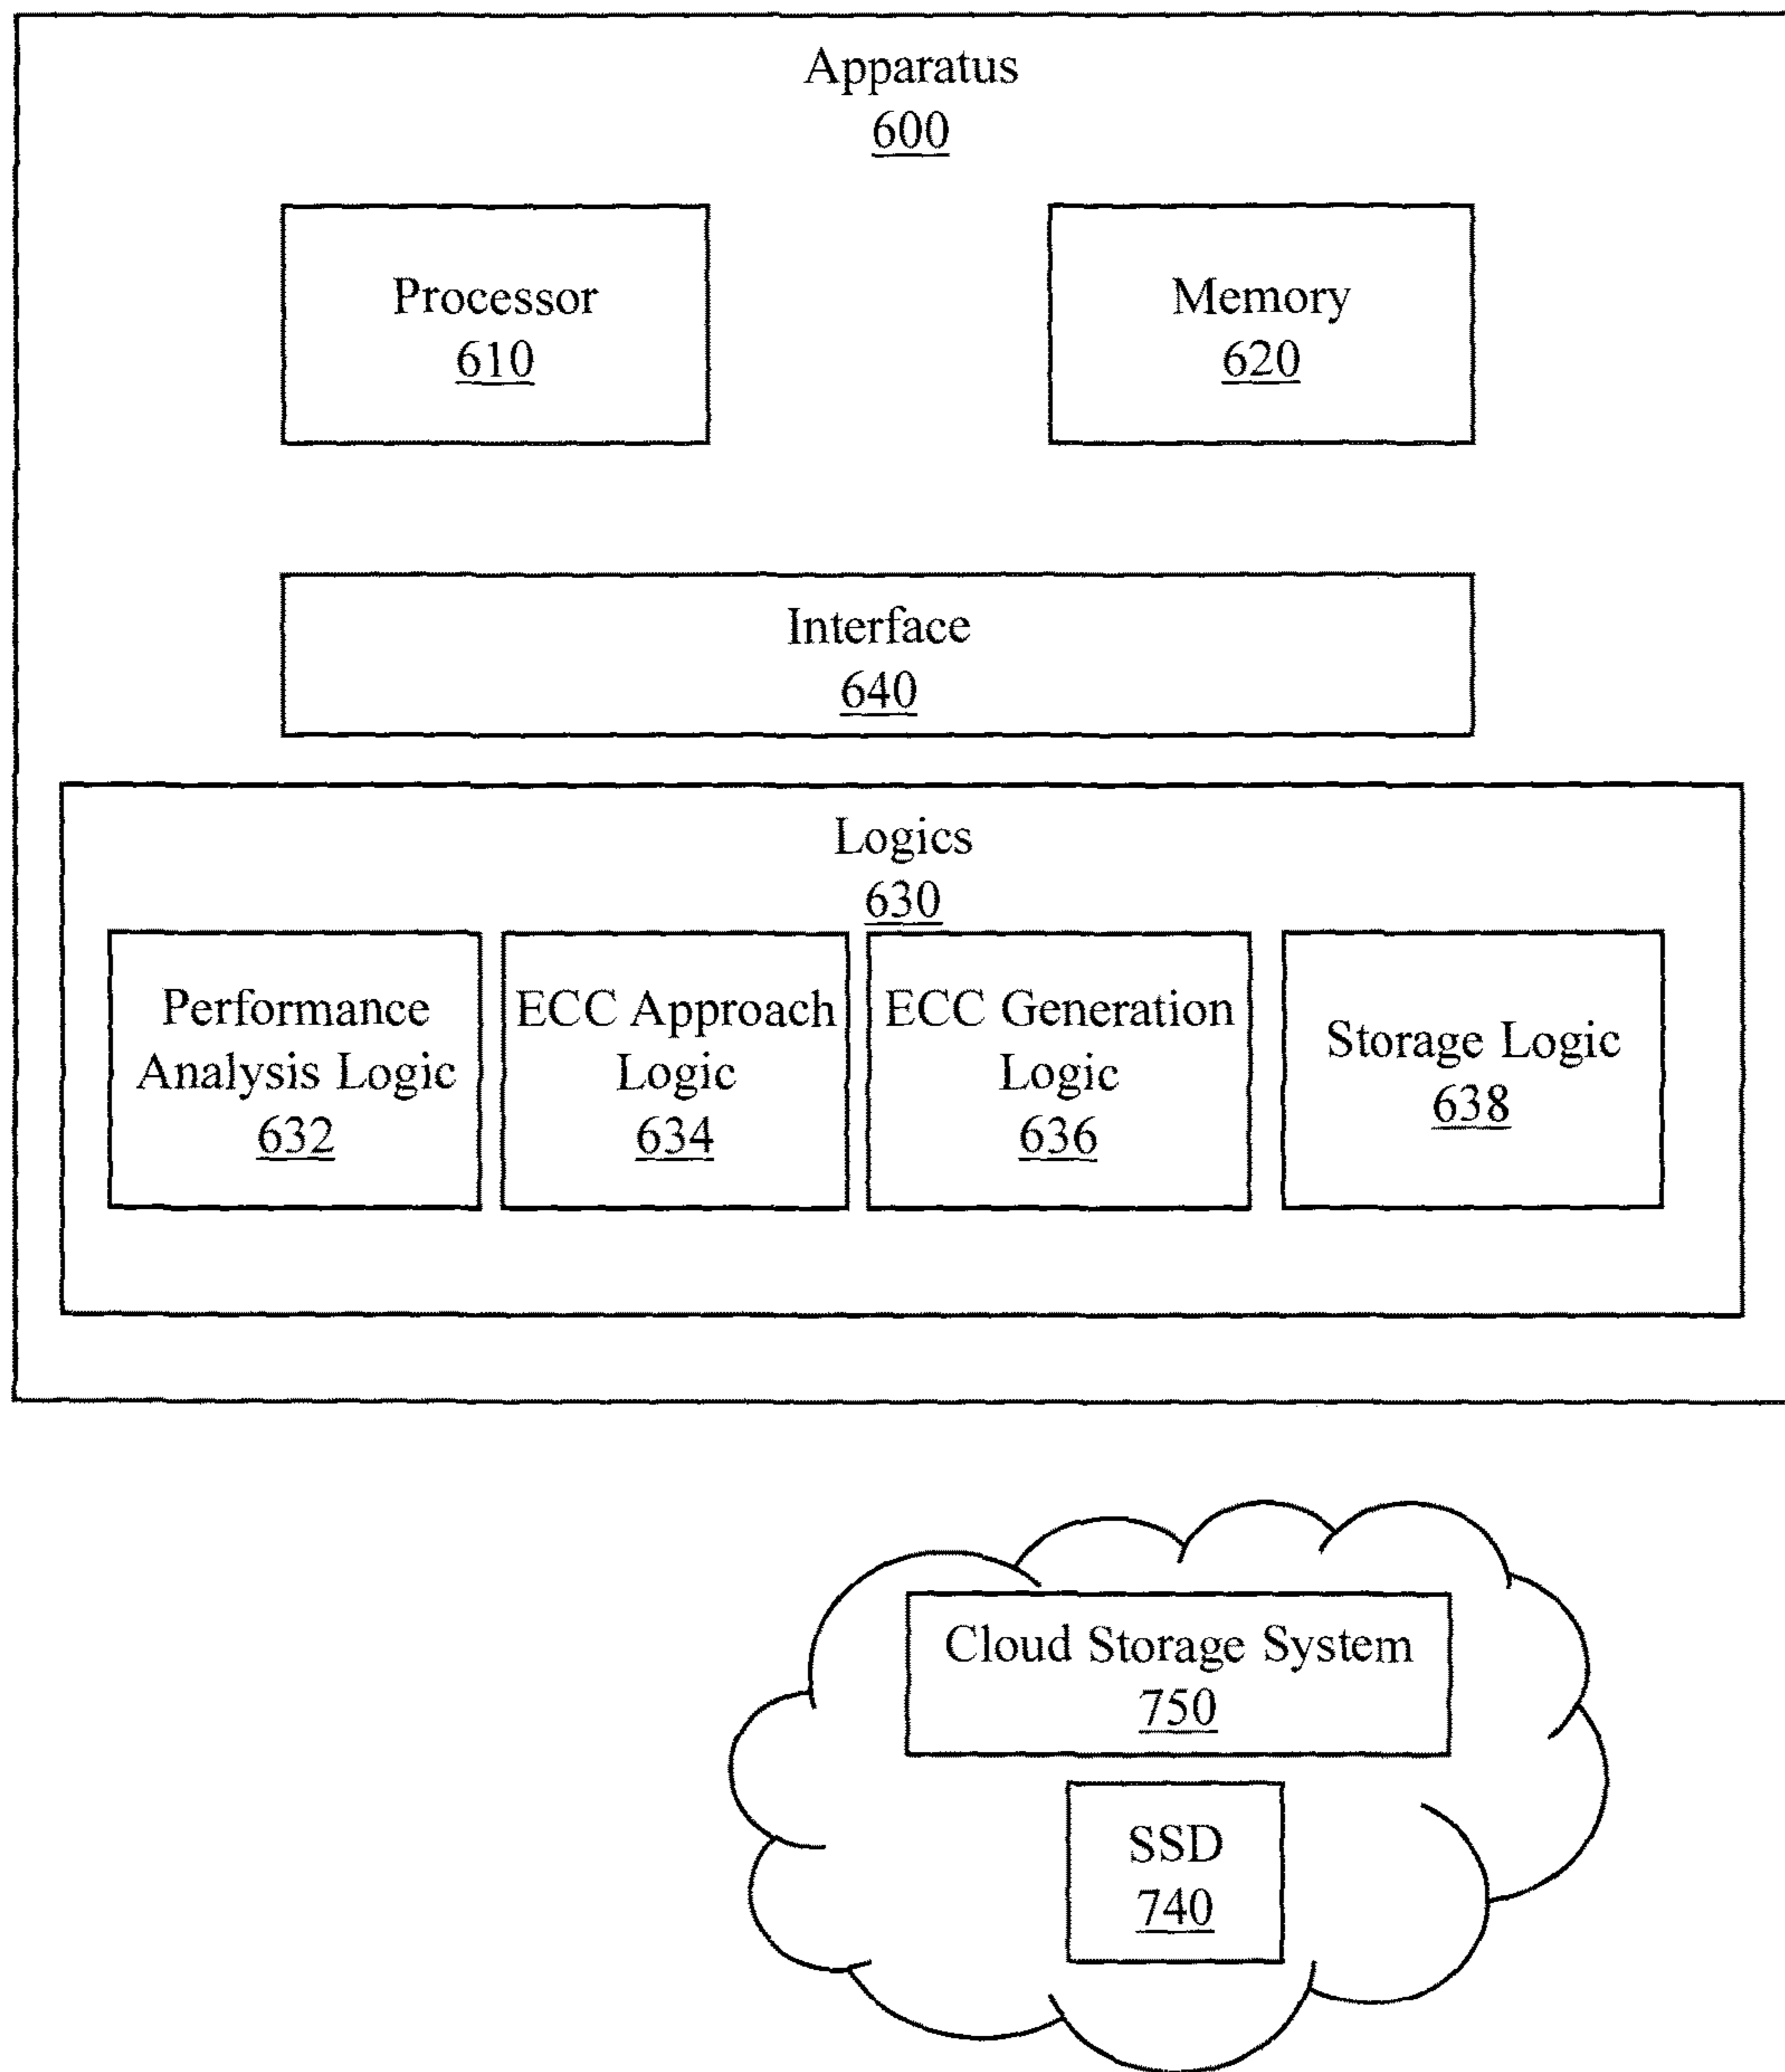 Apparatus
600
Processor
610
Memory
620
Interface
640
Logics
630
Performance
Analysis Logic
632
ECC Approach
Logic
634
ECC Generation
Logic
636
Storage Logic
638
Cloud Storage System
750
SSD
740